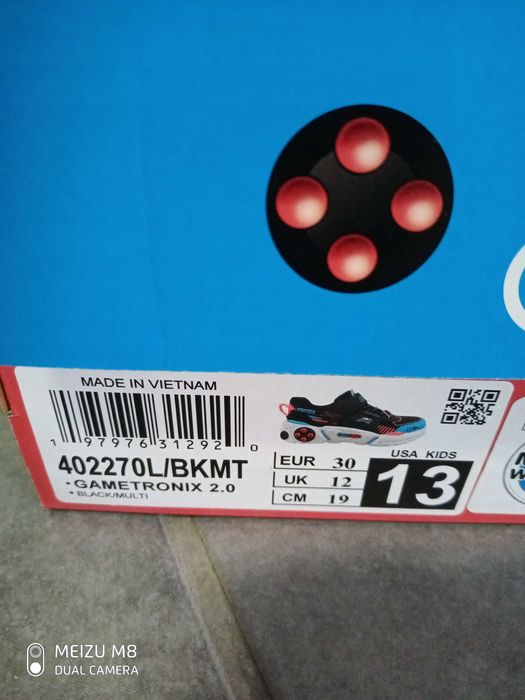 MADE IN VIETNAM
1 97976 31292 0
402270L/BKMT
• GAMETRONIX 2.0
• BLACK/MULTI
EUR 30
UK 12
CM 19
USA KIDS
13
MEIZU M8
DUAL CAMERA